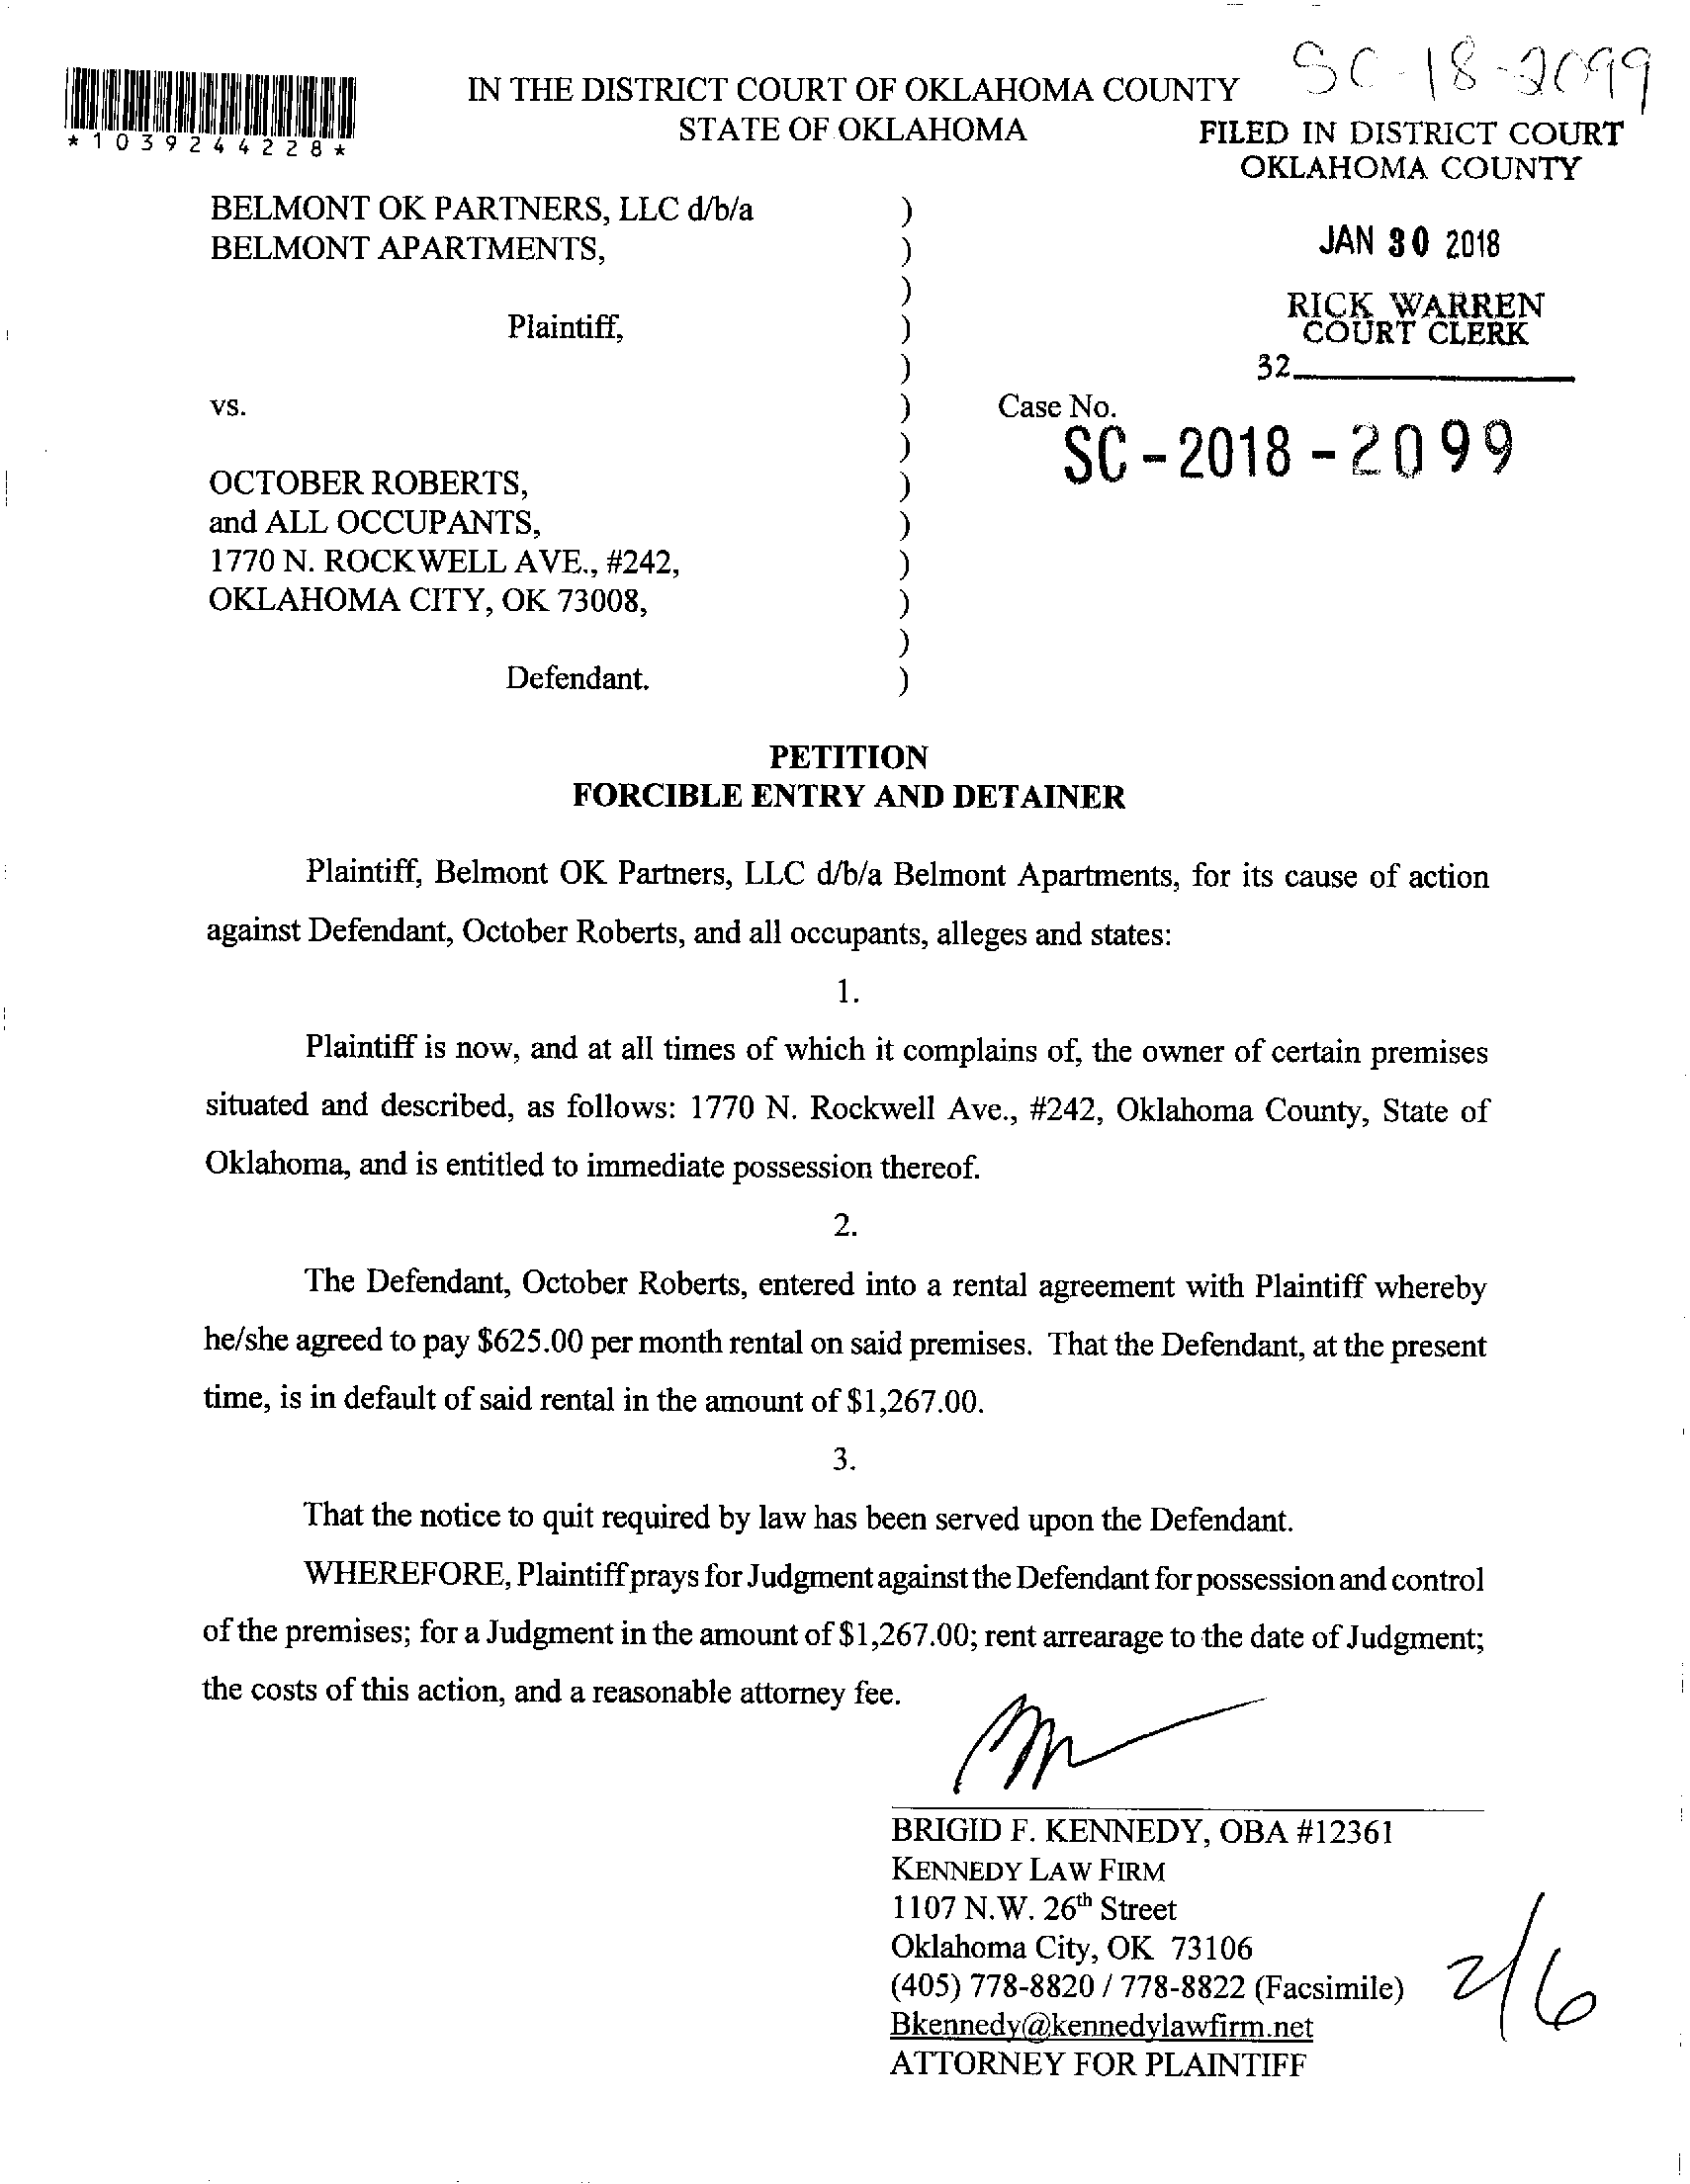 SC-18-2099
IN THE DISTRICT COURT OF OKLAHOMA COUNTY
STATE OF OKLAHOMA
*1039244228*
FILED IN DISTRICT COURT
OKLAHOMA COUNTY
JAN 30 2018
RICK WARREN
COURT CLERK
32
BELMONT OK PARTNERS, LLC d/b/a )
BELMONT APARTMENTS, )
)
Plaintiff, )
)
vs. ) Case No.
) SC-2018-2099
OCTOBER ROBERTS, )
and ALL OCCUPANTS, )
1770 N. ROCKWELL AVE., #242, )
OKLAHOMA CITY, OK 73008, )
)
Defendant. )
PETITION
FORCIBLE ENTRY AND DETAINER
Plaintiff, Belmont OK Partners, LLC d/b/a Belmont Apartments, for its cause of action
against Defendant, October Roberts, and all occupants, alleges and states:
1.
Plaintiff is now, and at all times of which it complains of, the owner of certain premises
situated and described, as follows: 1770 N. Rockwell Ave., #242, Oklahoma County, State of
Oklahoma, and is entitled to immediate possession thereof.
2.
The Defendant, October Roberts, entered into a rental agreement with Plaintiff whereby
he/she agreed to pay $625.00 per month rental on said premises. That the Defendant, at the present
time, is in default of said rental in the amount of $1,267.00.
3.
That the notice to quit required by law has been served upon the Defendant.
WHEREFORE, Plaintiff prays for Judgment against the Defendant for possession and control
of the premises; for a Judgment in the amount of $1,267.00; rent arrearage to the date of Judgment;
the costs of this action, and a reasonable attorney fee.
BRIGID F. KENNEDY, OBA #12361
KENNEDY LAW FIRM
1107 N.W. 26th Street
Oklahoma City, OK 73106
(405) 778-8820 / 778-8822 (Facsimile)
Bkennedy@kennedylawfirm.net
ATTORNEY FOR PLAINTIFF
2/6